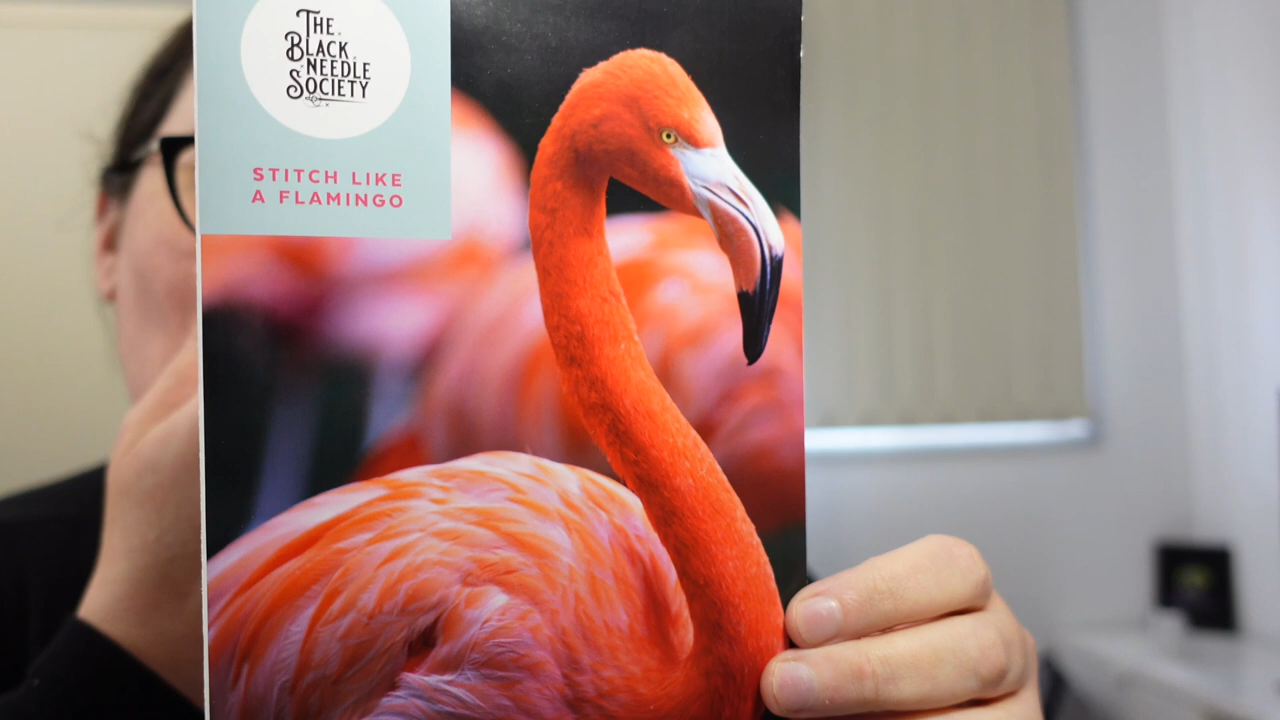 THE
BLACK
NEEDLE
SOCIETY
STITCH LIKE
A FLAMINGO